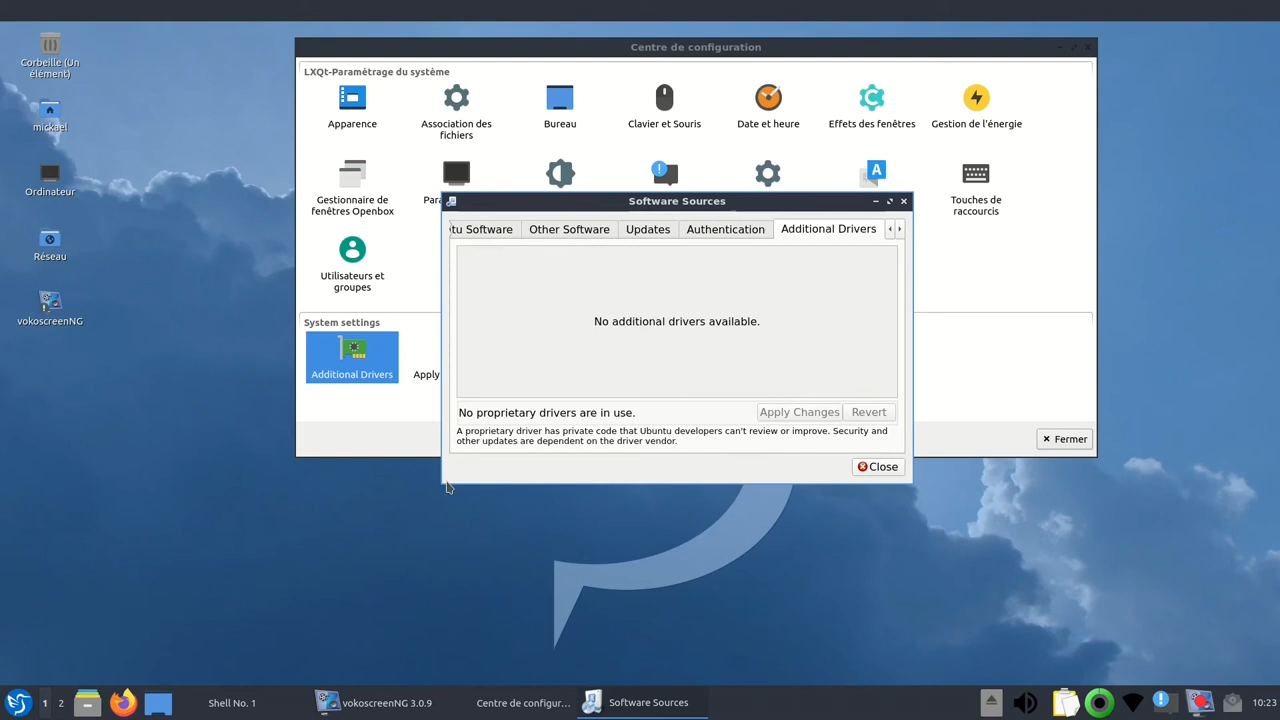 Centre de configuration
Corbeille (Un
élément)
mickael
Ordinateur
Réseau
vokoscreenNG
LXQt-Paramétrage du système
Apparence
Association des
fichiers
Bureau
Clavier et Souris
Date et heure
Effets des fenêtres
Gestion de l'énergie
Gestionnaire de
fenêtres Openbox
Touches de
raccourcis
Utilisateurs et
groupes
System settings
Additional Drivers
Apply
Fermer
Software Sources
Software
Other Software
Updates
Authentication
Additional Drivers
No additional drivers available.
No proprietary drivers are in use.
Apply Changes
Revert
A proprietary driver has private code that Ubuntu developers can't review or improve. Security and
other updates are dependent on the driver vendor.
Close
1
2
Shell No. 1
vokoscreenNG 3.0.9
Centre de configur...
Software Sources
10:23